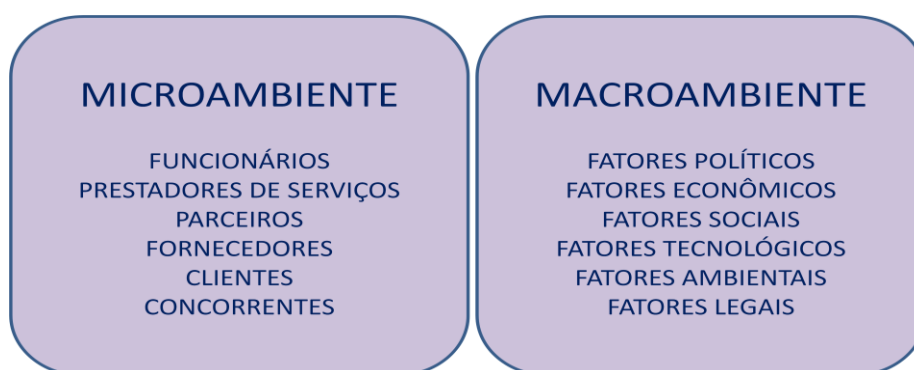 MICROAMBIENTE
FUNCIONÁRIOS
PRESTADORES DE SERVIÇOS
PARCEIROS
FORNECEDORES
CLIENTES
CONCORRENTES
MACROAMBIENTE
FATORES POLÍTICOS
FATORES ECONÔMICOS
FATORES SOCIAIS
FATORES TECNOLÓGICOS
FATORES AMBIENTAIS
FATORES LEGAIS